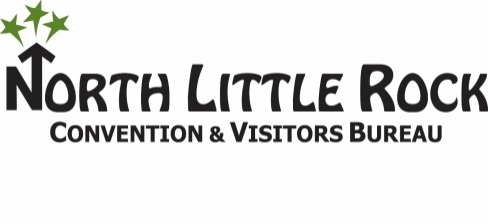 NORTH LITTLE ROCK
CONVENTION & VISITORS BUREAU